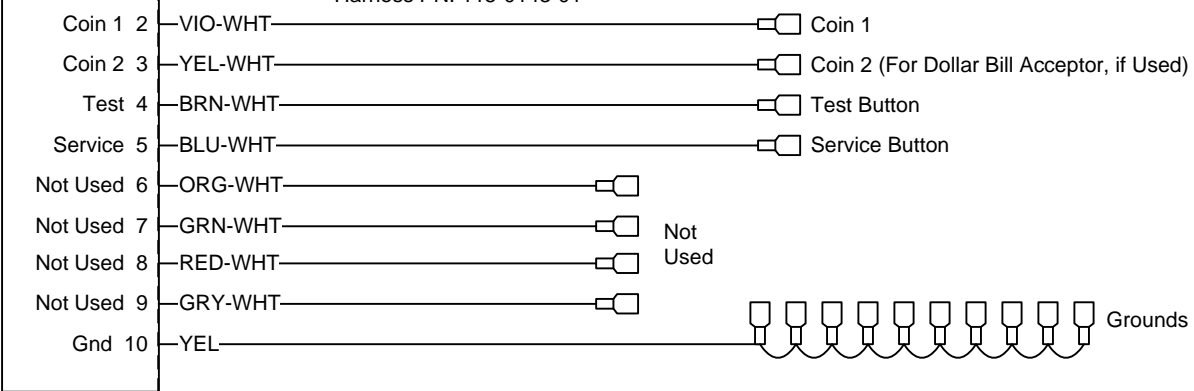 Coin 1 2 VIO-WHT Coin 1
Coin 2 3 YEL-WHT Coin 2 (For Dollar Bill Acceptor, if Used)
Test 4 BRN-WHT Test Button
Service 5 BLU-WHT Service Button
Not Used 6 ORG-WHT
Not Used 7 GRN-WHT
Not
Used
Not Used 8 RED-WHT
Not Used 9 GRY-WHT
Grounds
Gnd 10 YEL